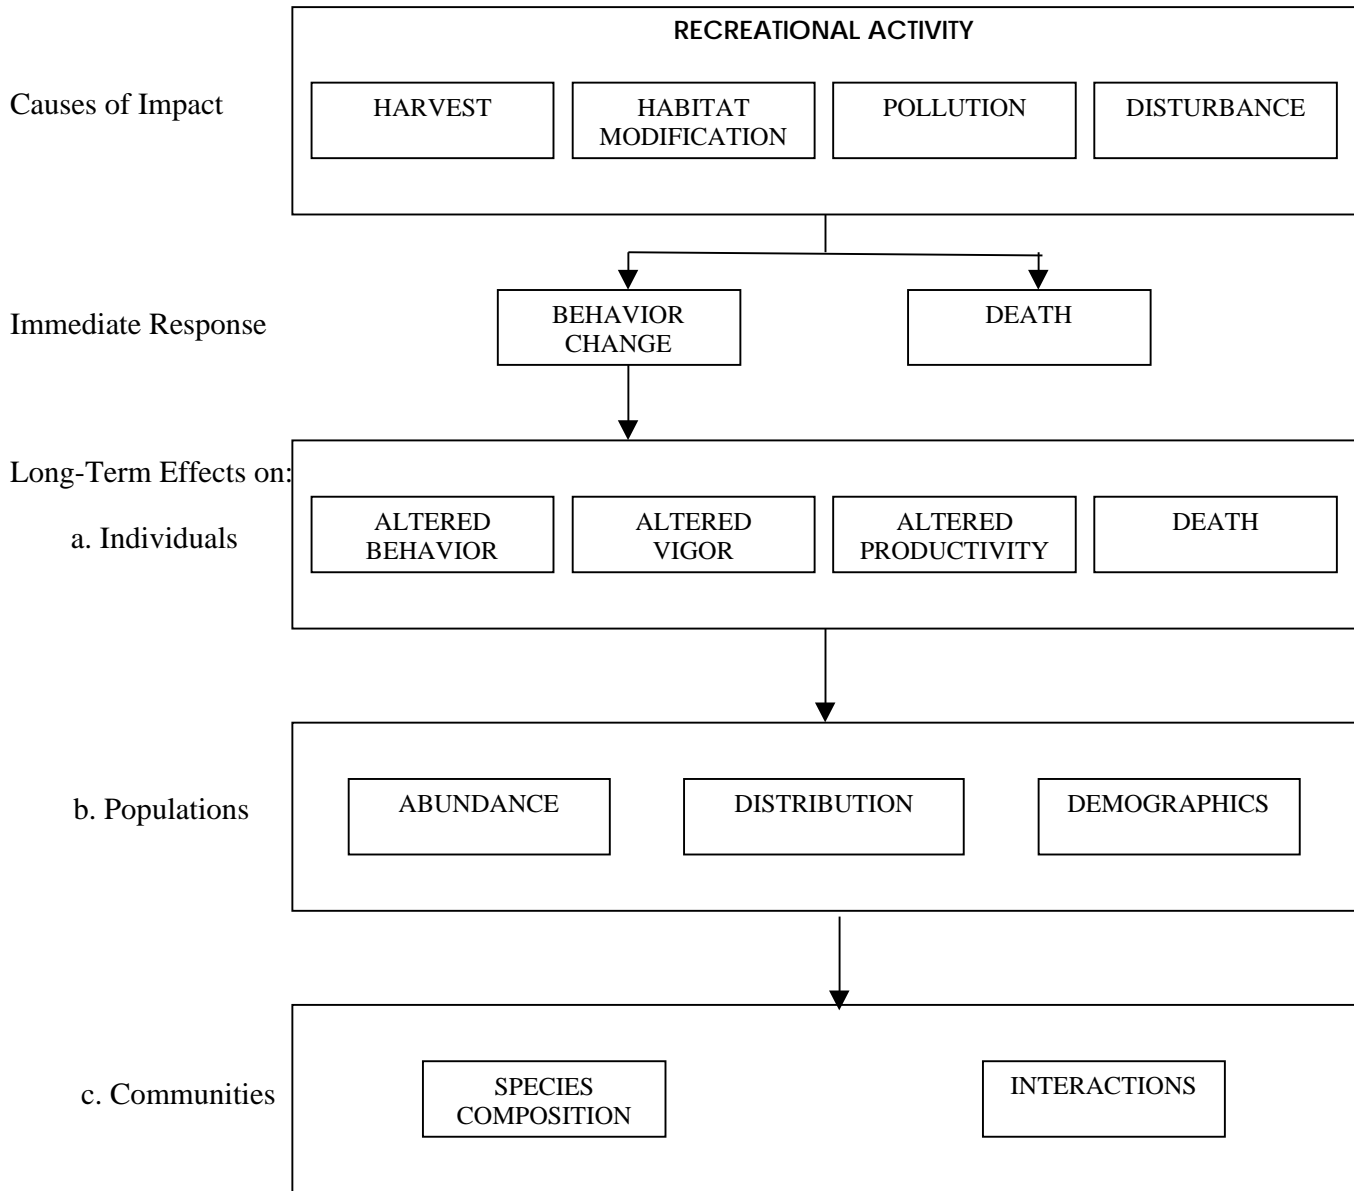 RECREATIONAL ACTIVITY
Causes of Impact
HARVEST
HABITAT
MODIFICATION
POLLUTION
DISTURBANCE
Immediate Response
BEHAVIOR
CHANGE
DEATH
Long-Term Effects on:
a. Individuals
ALTERED
BEHAVIOR
ALTERED
VIGOR
ALTERED
PRODUCTIVITY
DEATH
b. Populations
ABUNDANCE
DISTRIBUTION
DEMOGRAPHICS
c. Communities
SPECIES
COMPOSITION
INTERACTIONS